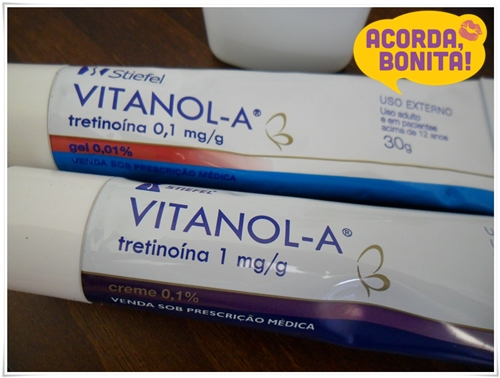 ACORDA,
BONITA!
Stiefel
VITANOL-A®
tretinoína 0,1 mg/g
gel 0,01%
VENDA SOB PRESCRIÇÃO MÉDICA
USO EXTERNO
Uso adulto
e em pacientes
acima de 12 anos
30g
STIEFEL®
VITANOL-A®
tretinoína 1 mg/g
creme 0,1%
VENDA SOB PRESCRIÇÃO MÉDICA